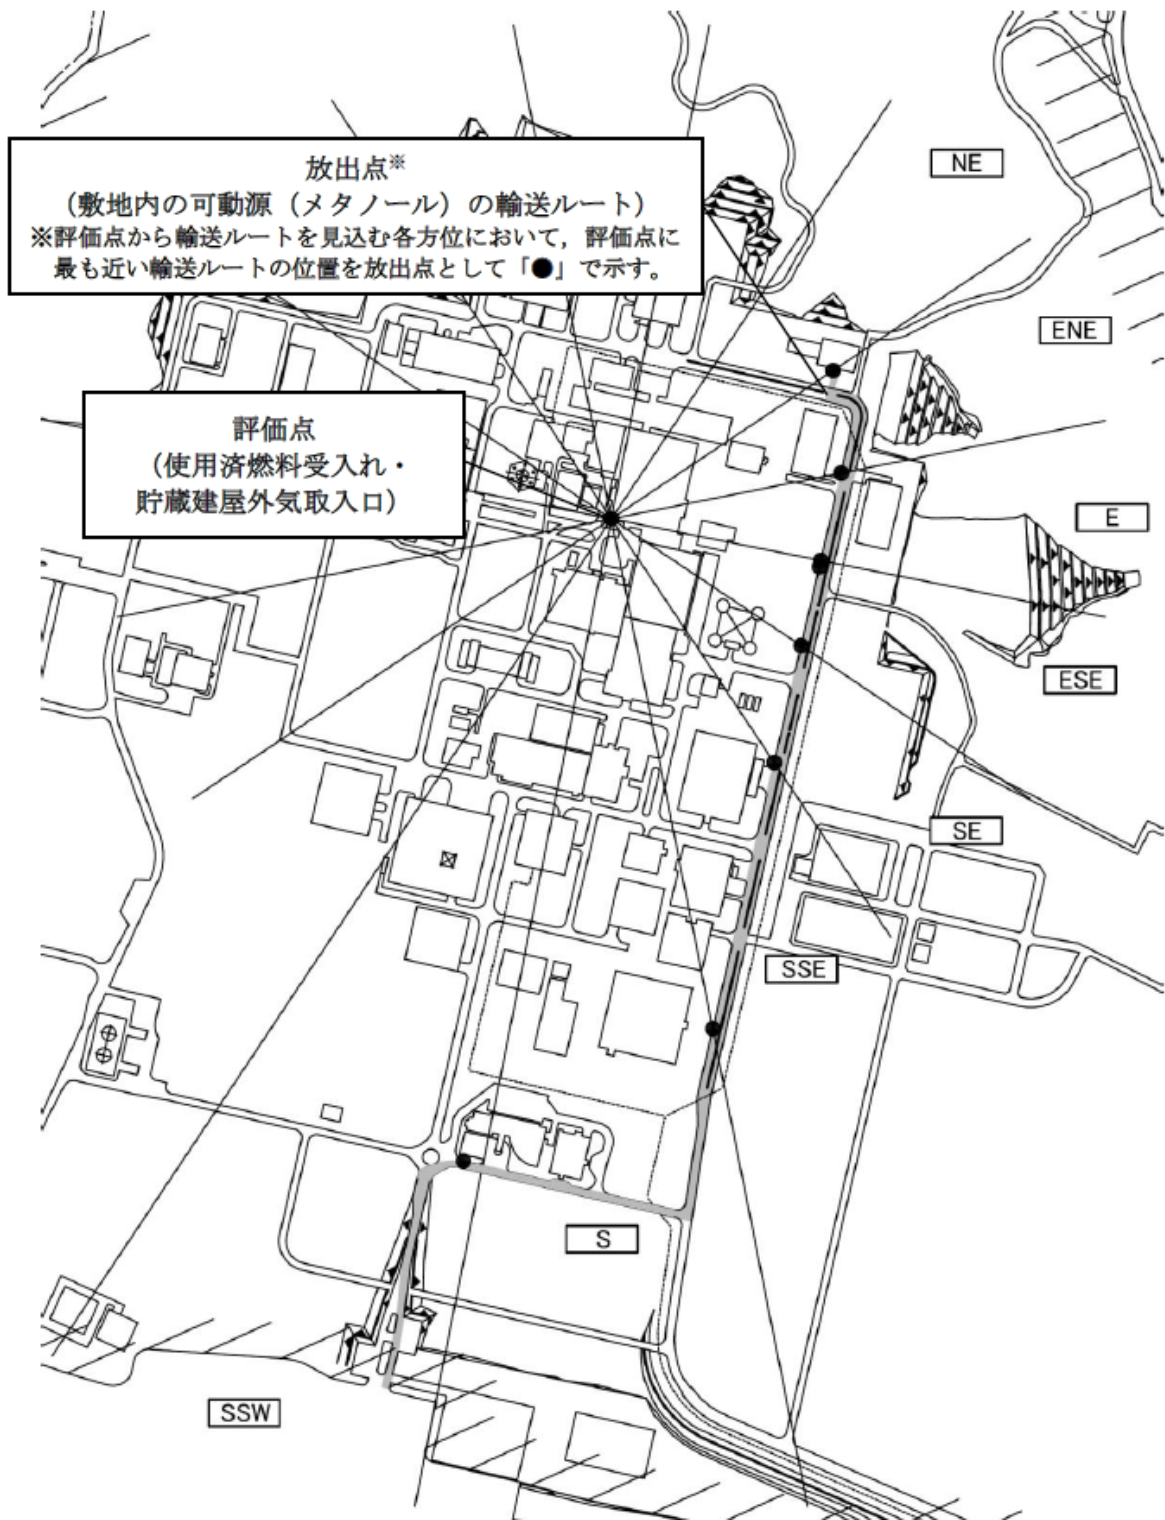 放出点※
（敷地内の可動源（メタノール）の輸送ルート）
※評価点から輸送ルートを見込む各方位において，評価点に
最も近い輸送ルートの位置を放出点として「●」で示す。
NE
ENE
評価点
（使用済燃料受入れ・
貯蔵建屋外気取入口）
E
ESE
SE
SSE
S
SSW